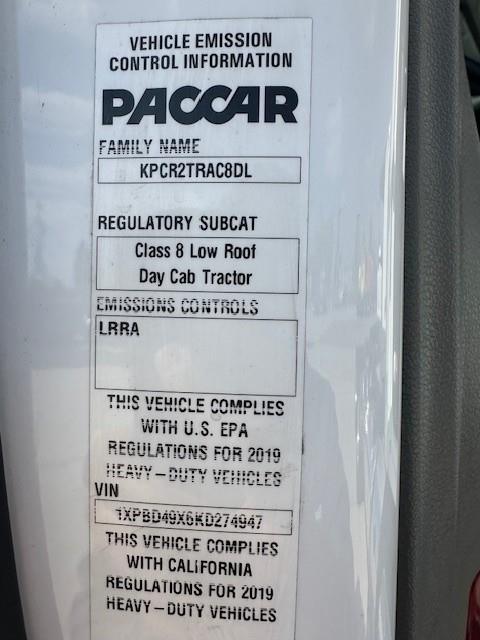 VEHICLE EMISSION
CONTROL INFORMATION
PACCAR
FAMILY NAME
KPCR2TRAC8DL
REGULATORY SUBCAT
Class 8 Low Roof
Day Cab Tractor
EMISSIONS CONTROLS
LRRA
THIS VEHICLE COMPLIES
WITH U.S. EPA
REGULATIONS FOR 2019
HEAVY-DUTY VEHICLES
VIN
1XPBD49X6KD274947
THIS VEHICLE COMPLIES
WITH CALIFORNIA
REGULATIONS FOR 2019
HEAVY-DUTY VEHICLES